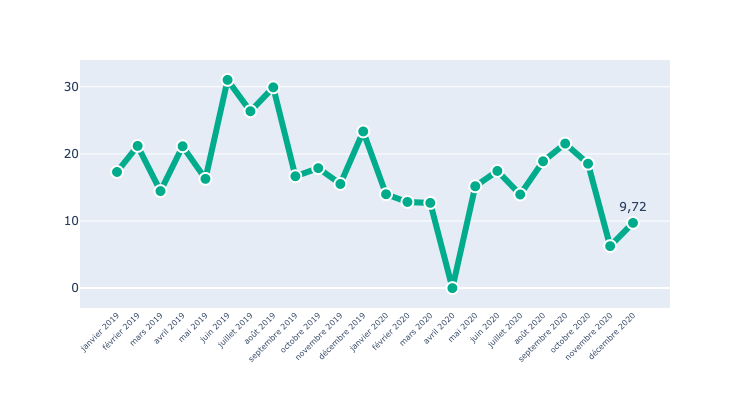 30
20
10
0
9,72
janvier 2019
février 2019
mars 2019
avril 2019
mai 2019
juin 2019
juillet 2019
août 2019
septembre 2019
octobre 2019
novembre 2019
décembre 2019
janvier 2020
février 2020
mars 2020
avril 2020
mai 2020
juin 2020
juillet 2020
août 2020
septembre 2020
octobre 2020
novembre 2020
décembre 2020